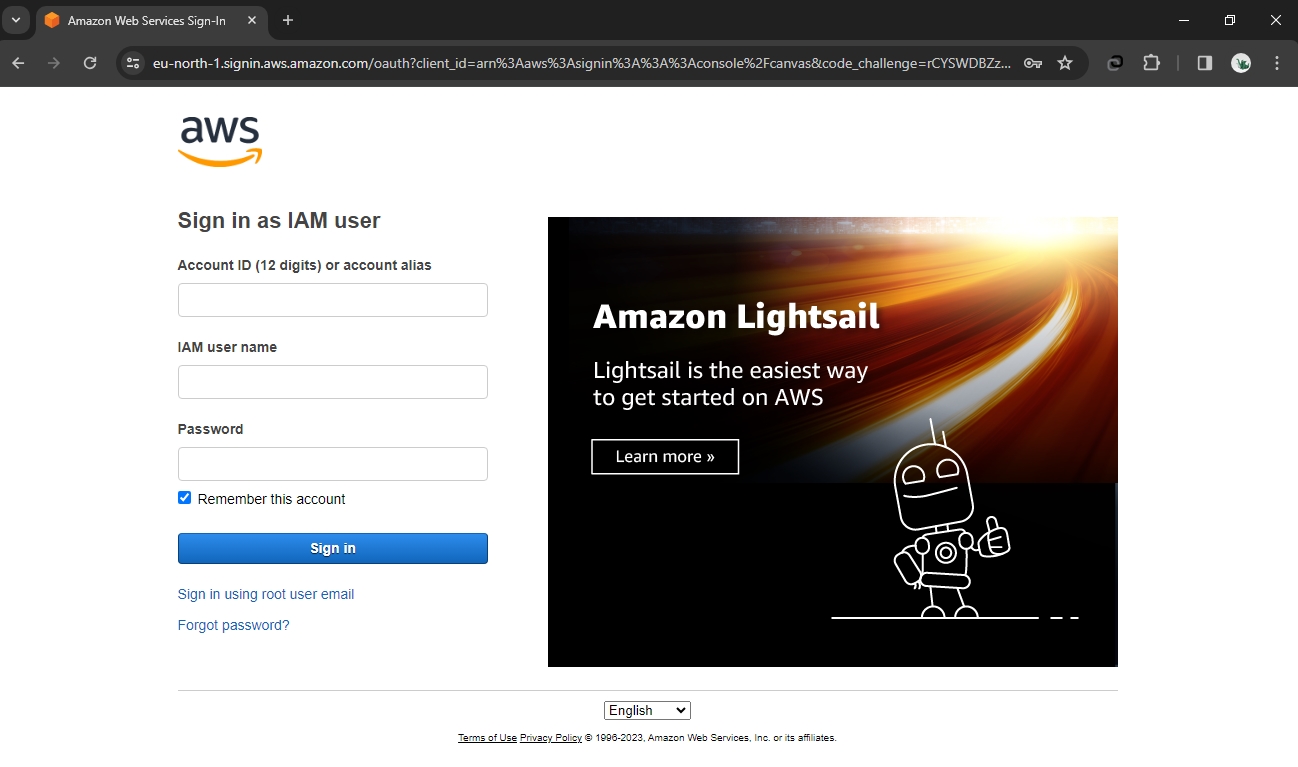 Amazon Web Services Sign-In
eu-north-1.signin.aws.amazon.com/oauth?client_id=arn%3Aaws%3Asignin%3A%3A%3Aconsole%2Fcanvas&code_challenge=rCYSWDBZz...
aws
Sign in as IAM user
Account ID (12 digits) or account alias
IAM user name
Password
Remember this account
Sign in
Sign in using root user email
Forgot password?
Amazon Lightsail
Lightsail is the easiest way
to get started on AWS
Learn more »
English
Terms of Use Privacy Policy © 1996-2023, Amazon Web Services, Inc. or its affiliates.